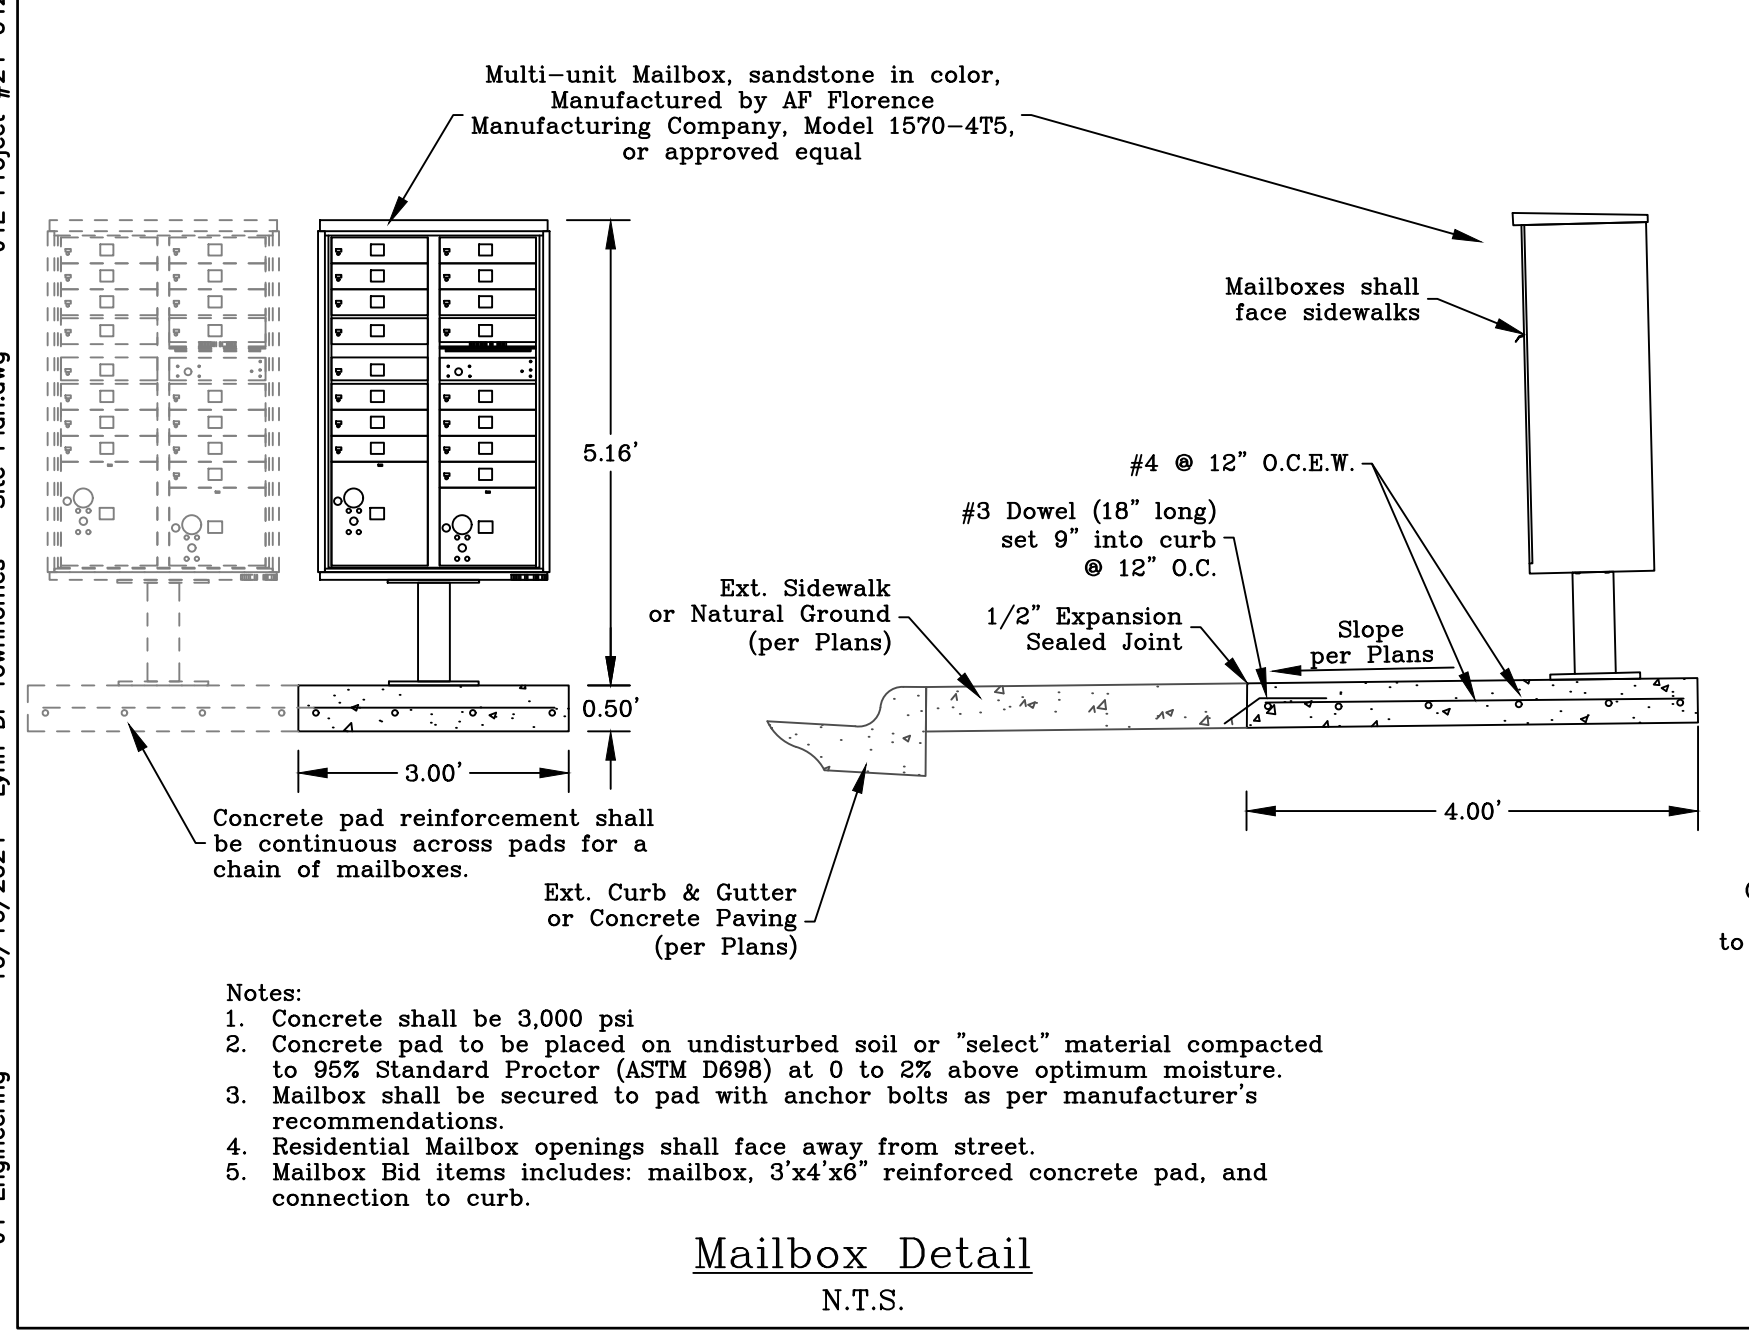 Multi-unit Mailbox, sandstone in color,
Manufactured by AF Florence
Manufacturing Company, Model 1570-4T5,
or approved equal
Mailboxes shall
face sidewalks
5.16'
#4 @ 12" O.C.E.W.
#3 Dowel (18" long)
set 9" into curb
@ 12" O.C.
Ext. Sidewalk
or Natural Ground
(per Plans)
1/2" Expansion
Sealed Joint
Slope
per Plans
0.50'
3.00'
4.00'
Concrete pad reinforcement shall
be continuous across pads for a
chain of mailboxes.
Ext. Curb & Gutter
or Concrete Paving
(per Plans)
to
Notes:
1. Concrete shall be 3,000 psi
2. Concrete pad to be placed on undisturbed soil or "select" material compacted
to 95% Standard Proctor (ASTM D698) at 0 to 2% above optimum moisture.
3. Mailbox shall be secured to pad with anchor bolts as per manufacturer's
recommendations.
4. Residential Mailbox openings shall face away from street.
5. Mailbox Bid items includes: mailbox, 3'x4'x6" reinforced concrete pad, and
connection to curb.
Mailbox Detail
N.T.S.